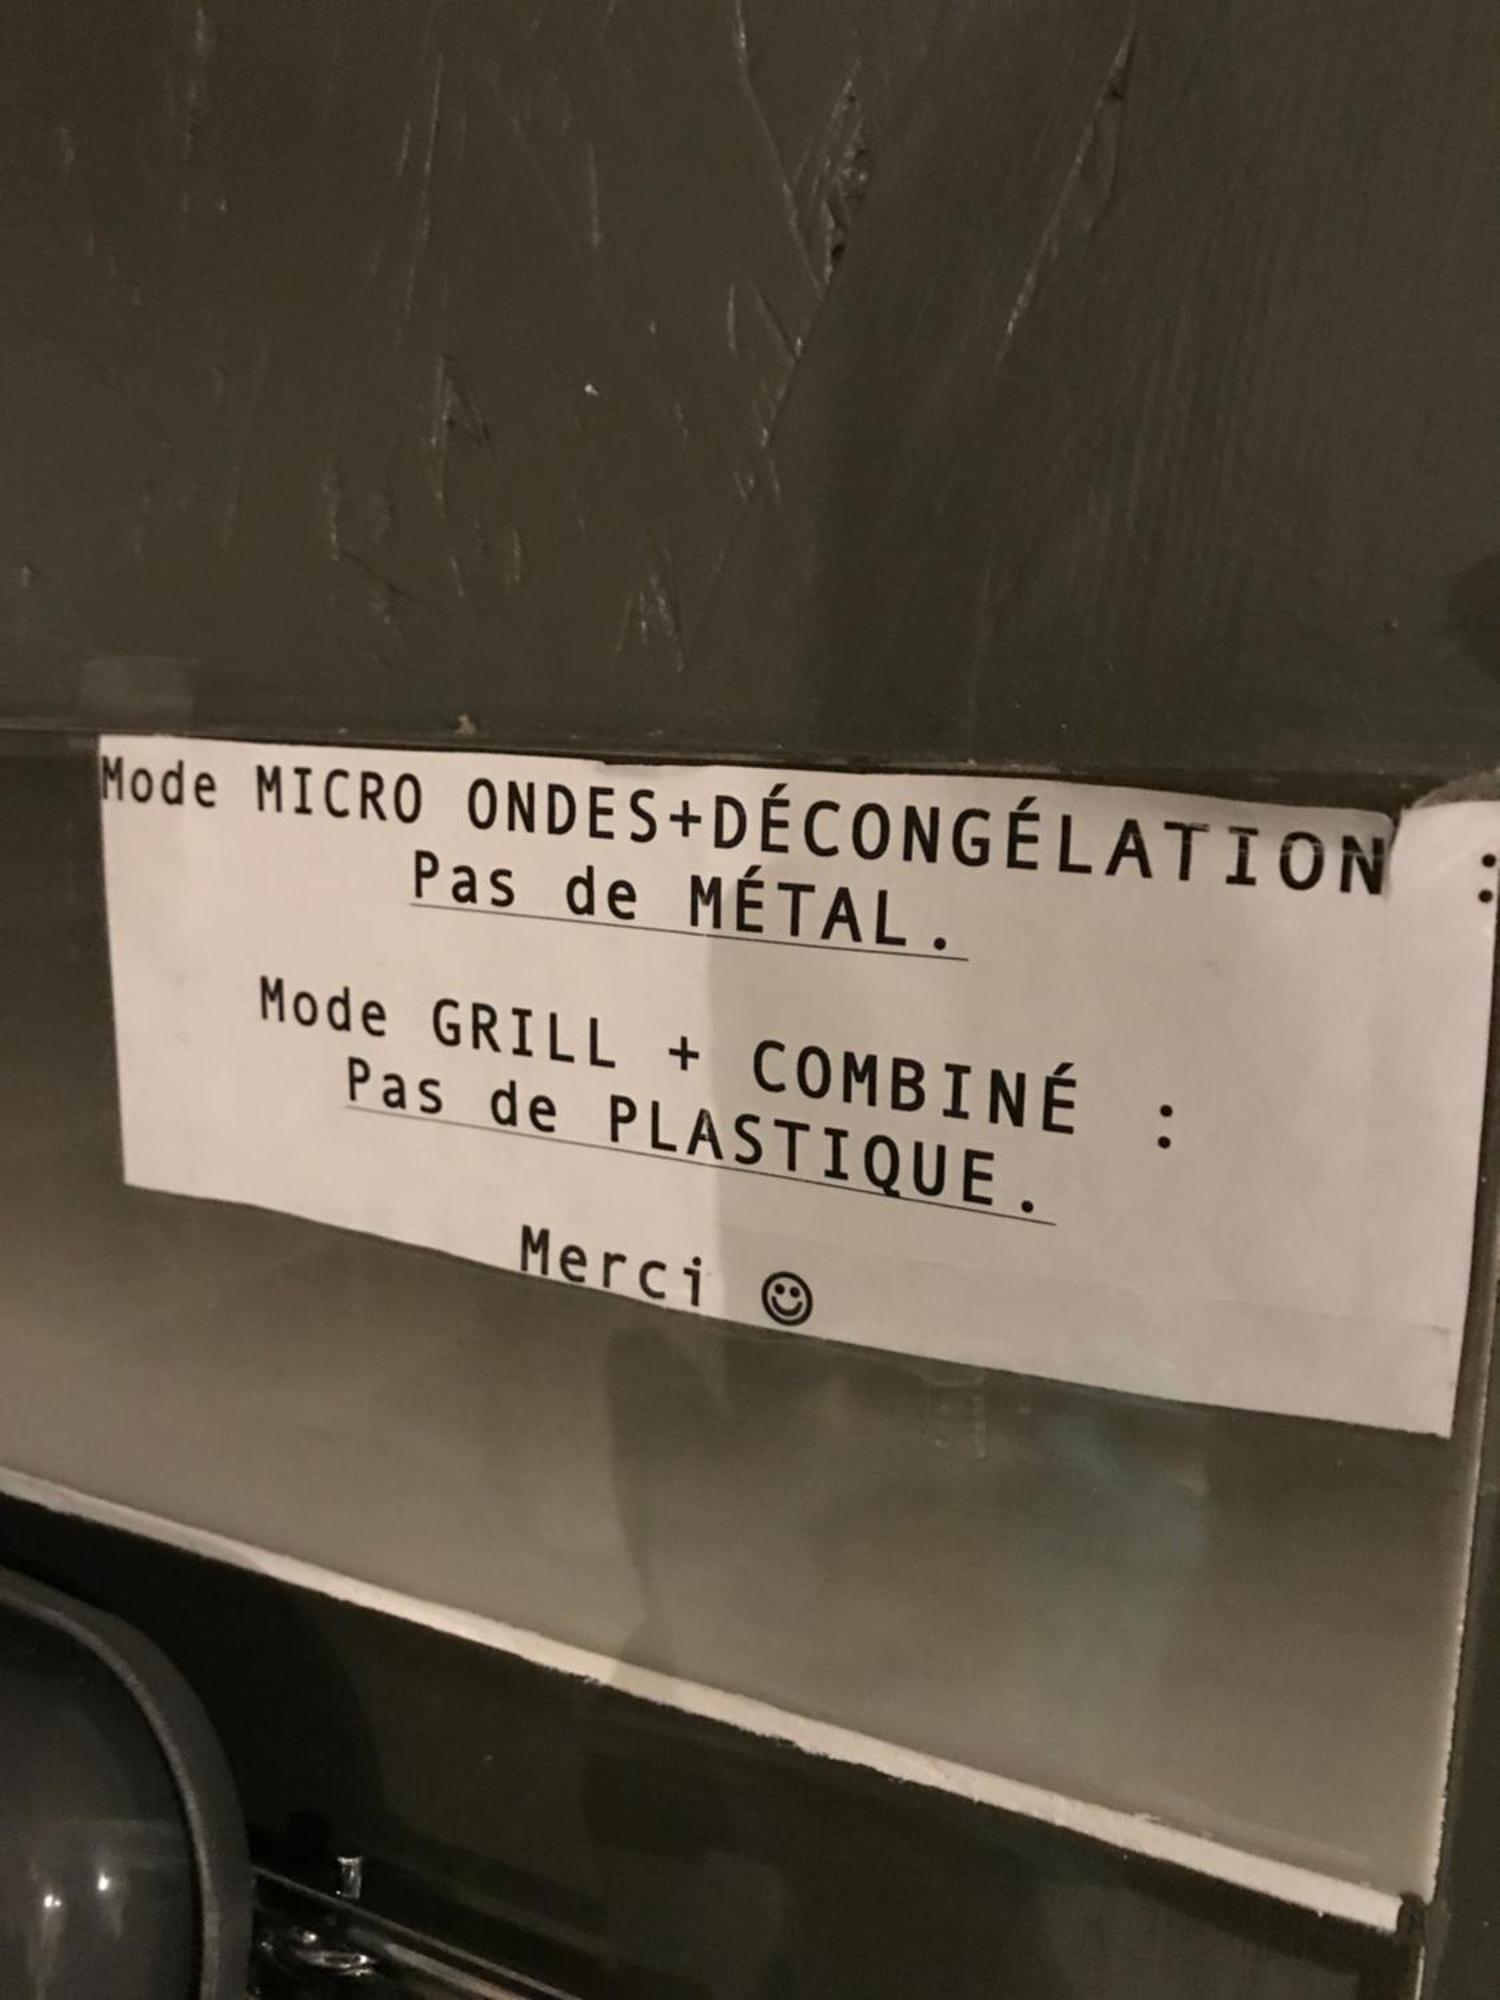 Mode MICRO ONDES+DÉCONGÉLATION :
Pas de MÉTAL.
Mode GRILL + COMBINÉ :
Pas de PLASTIQUE.
Merci ☺